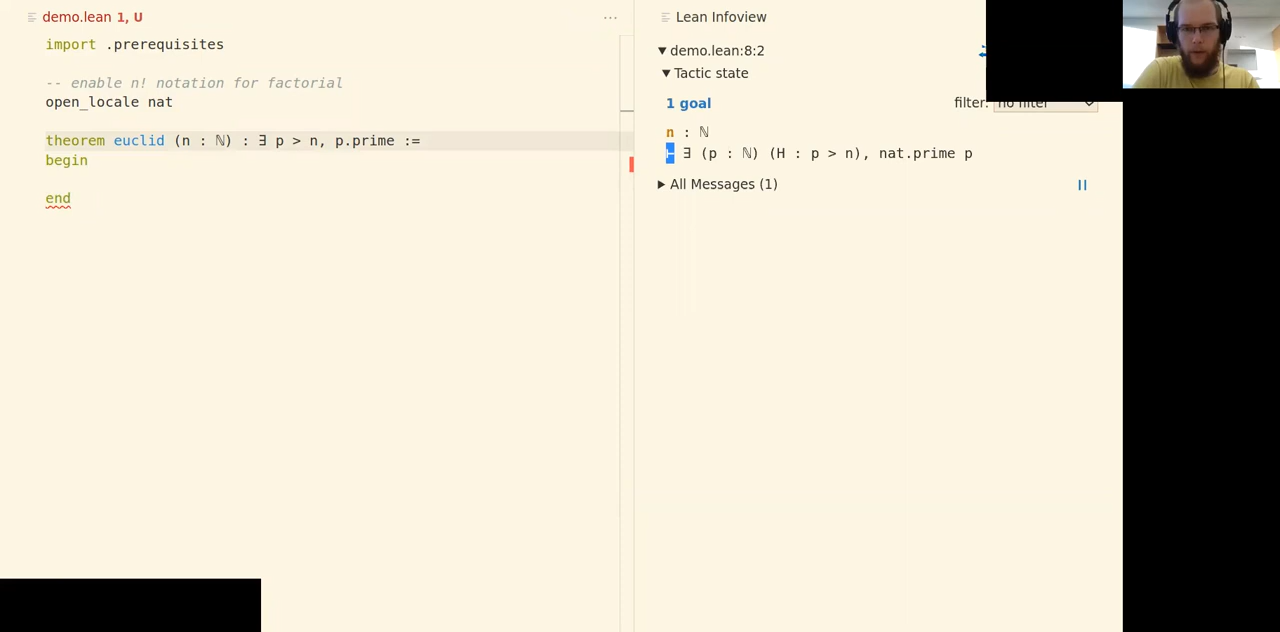 demo.lean 1, U
···
import .prerequisites
-- enable n! notation for factorial
open_locale nat
theorem euclid (n : ℕ) : ∃ p > n, p.prime :=
begin
end
Lean Infoview
▼ demo.lean:8:2
▼ Tactic state
1 goal
filter: no filter
n : ℕ
⊢ ∃ (p : ℕ) (H : p > n), nat.prime p
▶ All Messages (1)